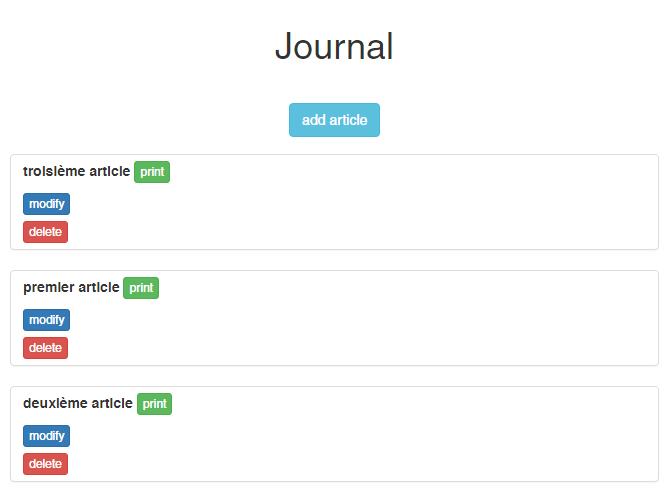 Journal
add article
troisième article print
modify
delete
premier article print
modify
delete
deuxième article print
modify
delete